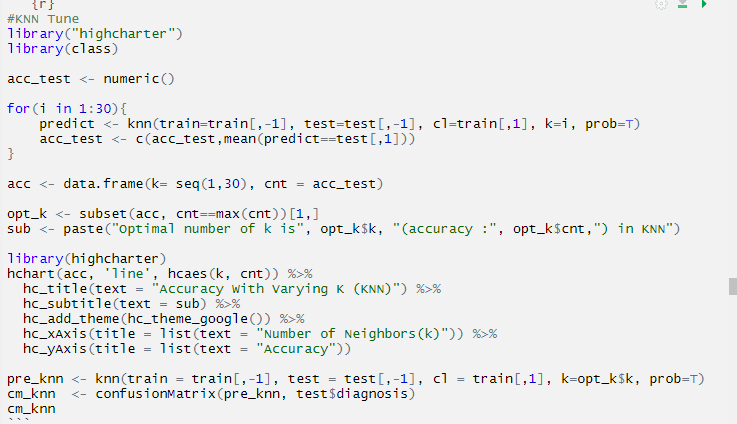 {r}
#KNN Tune
library("highcharter")
library(class)
acc_test <- numeric()
for(i in 1:30){
    predict <- knn(train=train[,-1], test=test[,-1], cl=train[,1], k=i, prob=T)
    acc_test <- c(acc_test,mean(predict==test[,1]))
}
acc <- data.frame(k= seq(1,30), cnt = acc_test)
opt_k <- subset(acc, cnt==max(cnt))[1,]
sub <- paste("Optimal number of k is", opt_k$k, "(accuracy :", opt_k$cnt,") in KNN")
library(highcharter)
hchart(acc, 'line', hcaes(k, cnt)) %>%
  hc_title(text = "Accuracy With Varying K (KNN)") %>%
  hc_subtitle(text = sub) %>%
  hc_add_theme(hc_theme_google()) %>%
  hc_xAxis(title = list(text = "Number of Neighbors(k)")) %>%
  hc_yAxis(title = list(text = "Accuracy"))
pre_knn <- knn(train = train[,-1], test = test[,-1], cl = train[,1], k=opt_k$k, prob=T)
cm_knn  <- confusionMatrix(pre_knn, test$diagnosis)
cm_knn
```